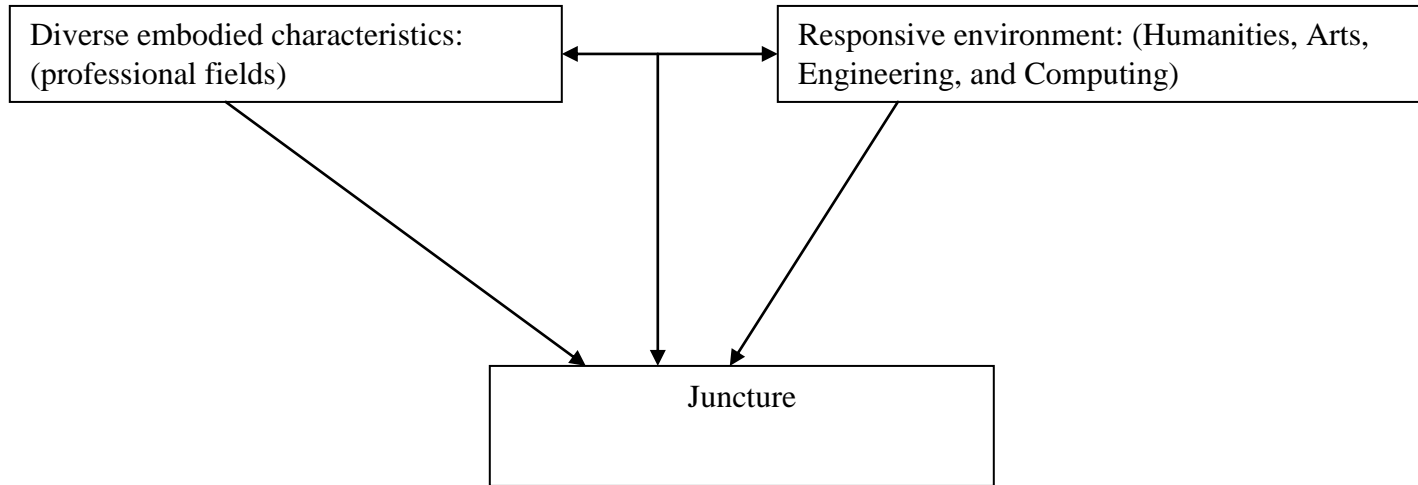 Diverse embodied characteristics:
(professional fields)
Responsive environment: (Humanities, Arts,
Engineering, and Computing)
Juncture